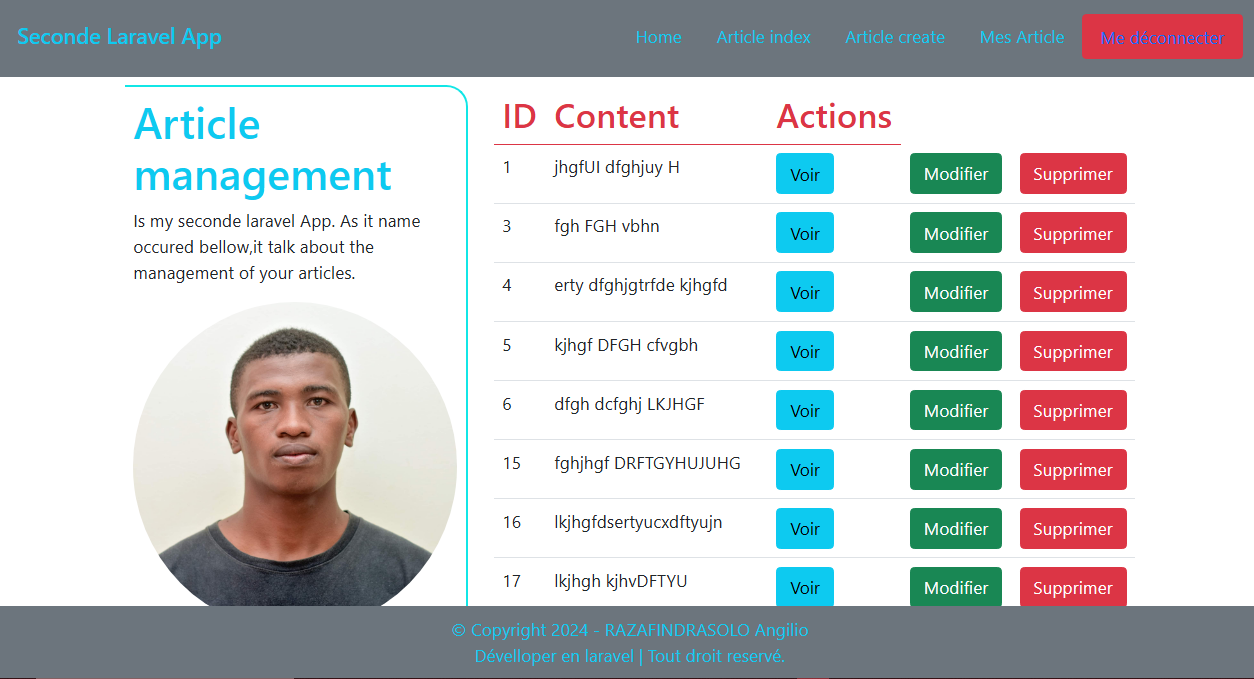 Seconde Laravel App
Home Article index Article create Mes Article Me déconnecter
Article
management
Is my seconde laravel App. As it name
occured bellow,it talk about the
management of your articles.
ID Content Actions
1 jhgfUI dfghjuy H Voir Modifier Supprimer
3 fgh FGH vbhn Voir Modifier Supprimer
4 erty dfghjgtrfde kjhgfd Voir Modifier Supprimer
5 kjhgf DFGH cfvgbh Voir Modifier Supprimer
6 dfgh dcfghj LKJHGF Voir Modifier Supprimer
15 fghjhgf DRFTGYHUJUHG Voir Modifier Supprimer
16 lkjhgfdsertyucxdftyujn Voir Modifier Supprimer
17 lkjhgh kjhvDFTYU Voir Modifier Supprimer
© Copyright 2024 - RAZAFINDRASOLO Angilio
Dévelloper en laravel | Tout droit reservé.